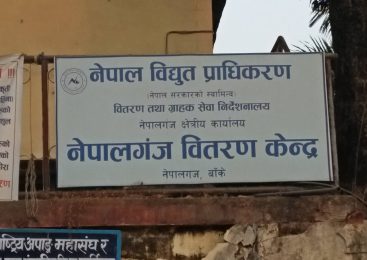 नेपाल विद्युत प्राधिकरण
(नेपाल सरकारको स्वामित्व)
वितरण तथा ग्राहक सेवा निर्देशनालय
नेपालगंज क्षेत्रीय कार्यालय
नेपालगंज वितरण केन्द्र
नेपालगंज, बाँके
राष्ट्रिय अपाङ्ग महासंघ र